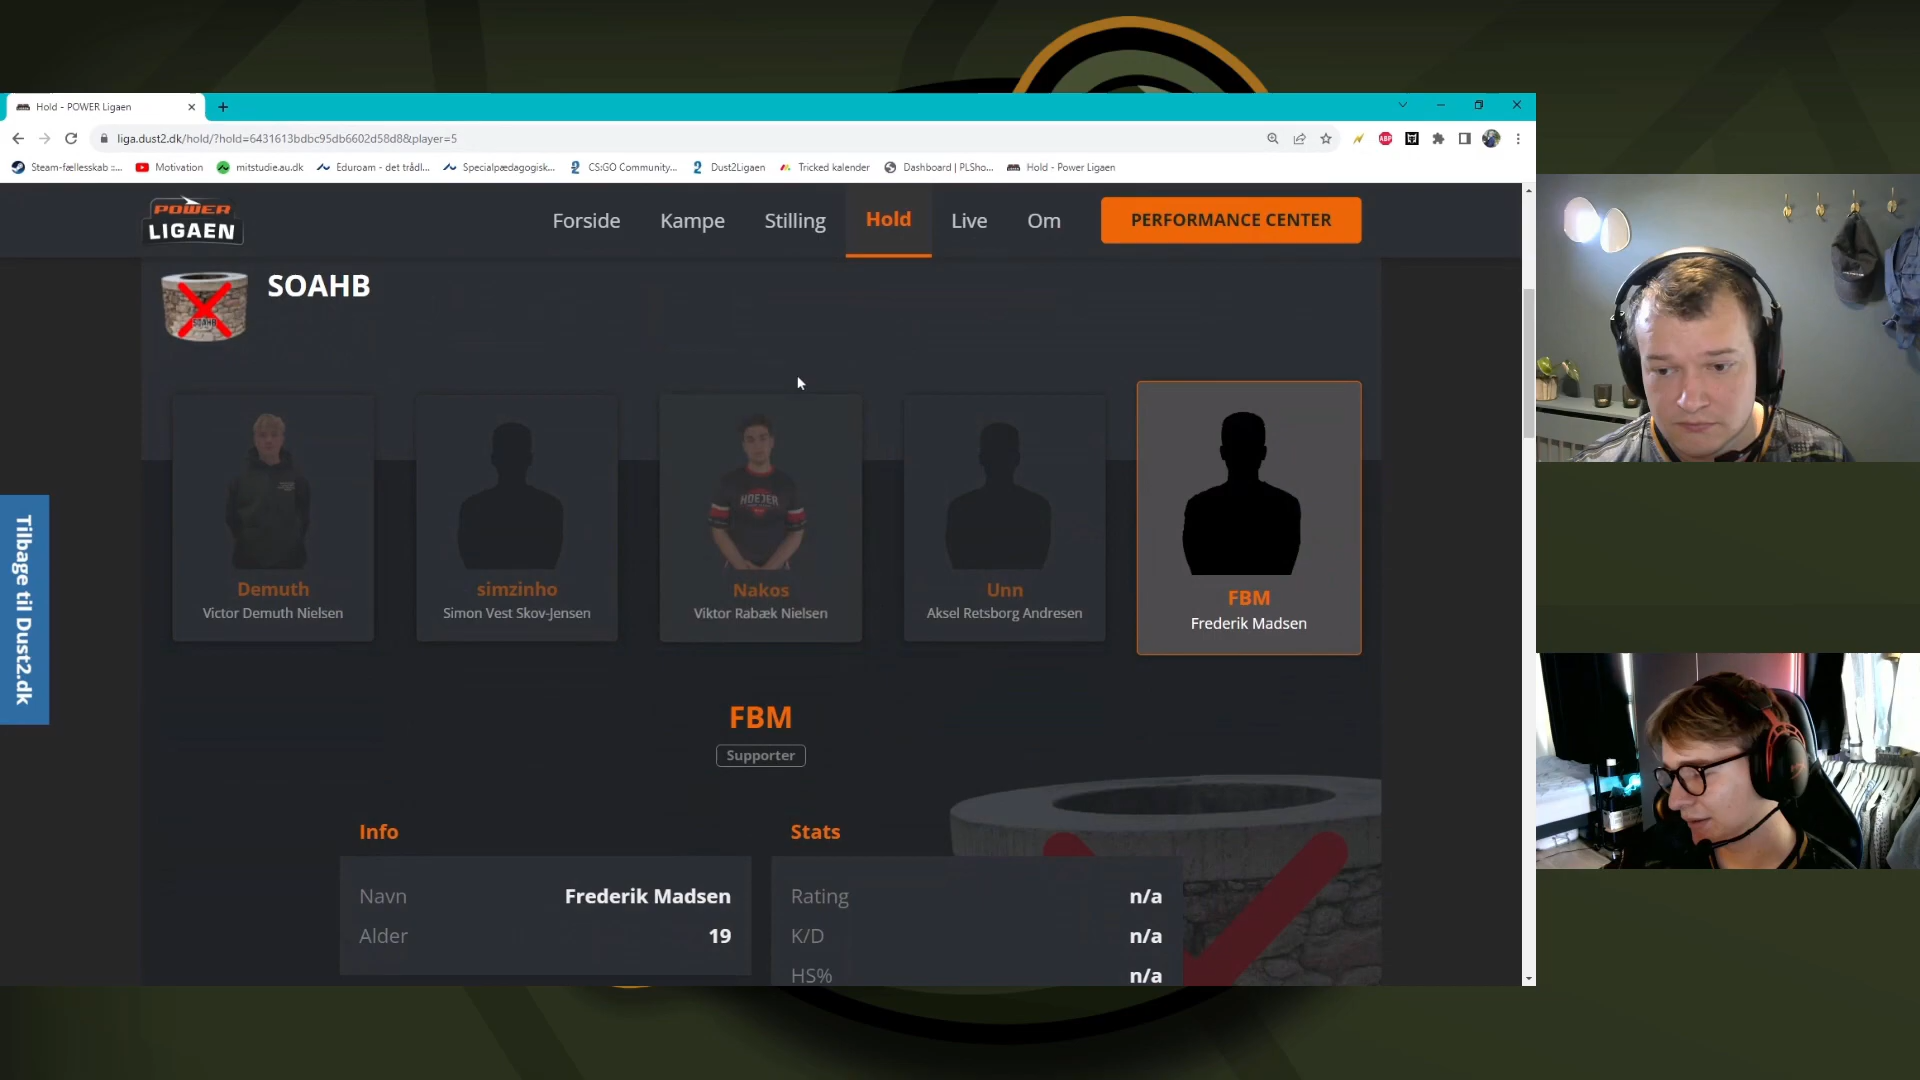 Hold - POWER Ligaen
liga.dust2.dk/hold/?hold=6431613bdbc95db6602d58d8&player=5
ABP
Steam-fællesskab ::...
Motivation
mitstudie.au.dk
Eduroam - det trådl...
Specialpædagogisk...
CS:GO Community...
Dust2Ligaen
Tricked kalender
Dashboard | PLSho...
Hold - Power Ligaen
POWER
LIGAEN
Forside
Kampe
Stilling
Hold
Live
Om
PERFORMANCE CENTER
SOAHB
HOEJER
Demuth
Victor Demuth Nielsen
simzinho
Simon Vest Skov-Jensen
Nakos
Viktor Rabæk Nielsen
Unn
Aksel Retsborg Andresen
FBM
Frederik Madsen
Tilbage til Dust2.dk
FBM
Supporter
Info
Navn
Frederik Madsen
Alder
19
Stats
Rating
n/a
K/D
n/a
HS%
n/a